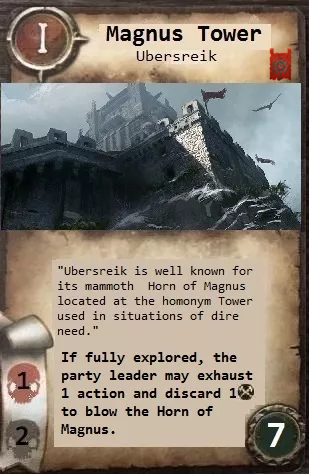 I
Magnus Tower
Ubersreik
"Ubersreik is well known for
its mammoth Horn of Magnus
located at the homonym Tower
used in situations of dire
need."
If fully explored, the
party leader may exhaust
1 action and discard 1
to blow the Horn of
Magnus.
1
2
7